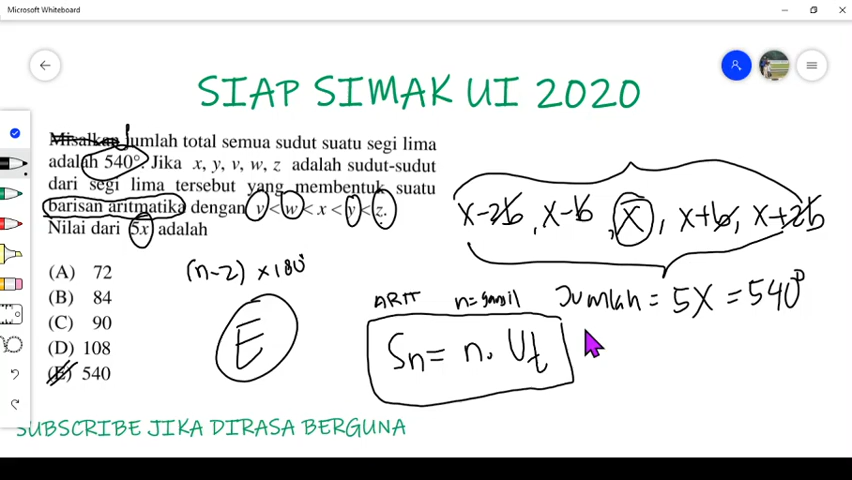 Microsoft Whiteboard
SIAP SIMAK UI 2020
Misalkan Jumlah total semua sudut suatu segi lima
adalah 540°. Jika x, y, v, w, z adalah sudut-sudut
dari segi lima tersebut yang membentuk suatu
barisan aritmatika dengan v < w < x < y < z.
Nilai dari 5x adalah
(A) 72
(B) 84
(C) 90
(D) 108
(E) 540
(n-2) × 180°
E
x-2b, x-b, x, x+b, x+2b
Jumlah = 5x = 540°
ARIT n=ganjil
Sn = n. Ut
SUBSCRIBE JIKA DIRASA BERGUNA